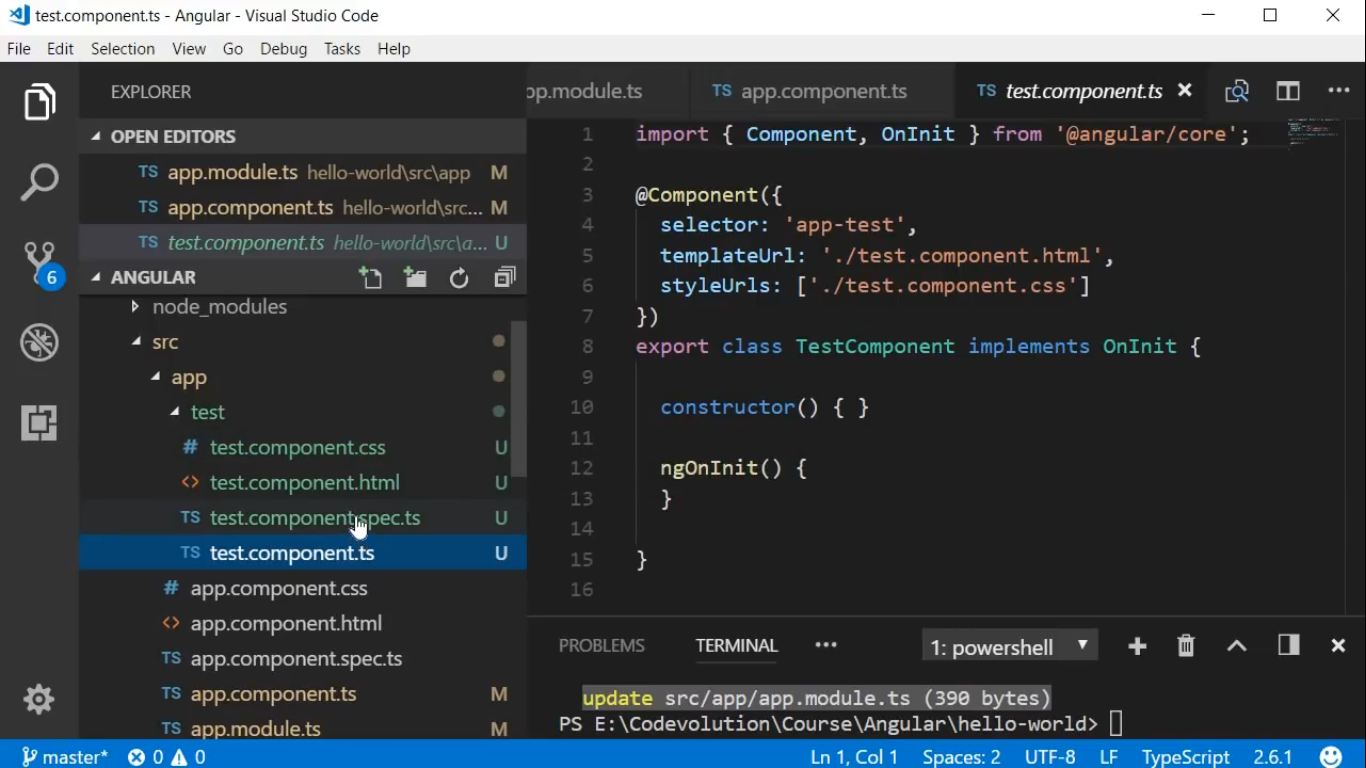 test.component.ts - Angular - Visual Studio Code
File Edit Selection View Go Debug Tasks Help
EXPLORER
OPEN EDITORS
TS app.module.ts hello-world\src\app M
TS app.component.ts hello-world\src... M
TS test.component.ts hello-world\src\a... U
ANGULAR
node_modules
src
app
test
# test.component.css U
<> test.component.html U
TS test.component.spec.ts U
TS test.component.ts U
# app.component.css
<> app.component.html
TS app.component.spec.ts
TS app.component.ts M
TS app.module.ts M
6
pp.module.ts TS app.component.ts TS test.component.ts
1 import { Component, OnInit } from '@angular/core';
2
3 @Component({
4 selector: 'app-test',
5 templateUrl: './test.component.html',
6 styleUrls: ['./test.component.css']
7 })
8 export class TestComponent implements OnInit {
9
10 constructor() { }
11
12 ngOnInit() {
13 }
14
15 }
16
PROBLEMS TERMINAL ••• 1: powershell
update src/app/app.module.ts (390 bytes)
PS E:\Codevolution\Course\Angular\hello-world>
master* 0 0 Ln 1, Col 1 Spaces: 2 UTF-8 LF TypeScript 2.6.1